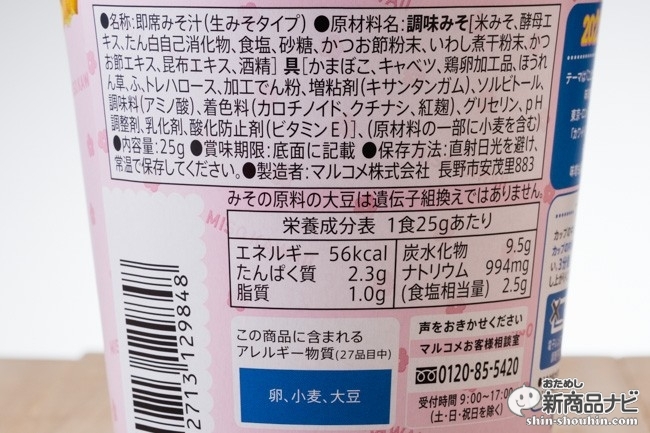 ●名称:即席みそ汁(生みそタイプ) ●原材料名:調味みそ[米みそ、酵母エ
キス、たん白自己消化物、食塩、砂糖、かつお節粉末、いわし煮干粉末、かつ
お節エキス、昆布エキス、酒精] 具[かまぼこ、キャベツ、鶏卵加工品、ほうれ
ん草、ふ、トレハロース、加工でん粉、増粘剤(キサンタンガム)、ソルビトール、
調味料(アミノ酸)、着色料(カロチノイド、クチナシ、紅麹)、グリセリン、pH
調整剤、乳化剤、酸化防止剤(ビタミンE)]、(原材料の一部に小麦を含む)
●内容量:25g ●賞味期限:底面に記載 ●保存方法:直射日光を避け、
常温で保存してください。●製造者:マルコメ株式会社 長野市安茂里883
みその原料の大豆は遺伝子組換えではありません。
栄養成分表 1食25gあたり
エネルギー 56kcal
たんぱく質 2.3g
脂質 1.0g
炭水化物 9.5g
ナトリウム 994mg
(食塩相当量) 2.5g
この商品に含まれる
アレルギー物質(27品目中)
卵、小麦、大豆
声をおきかせください
マルコメお客様相談室
0120-85-5420
受付時間 9:00〜17:00
(土・日・祝日を除く)
2713129848
おためし
新商品ナビ
shin-shouhin.com